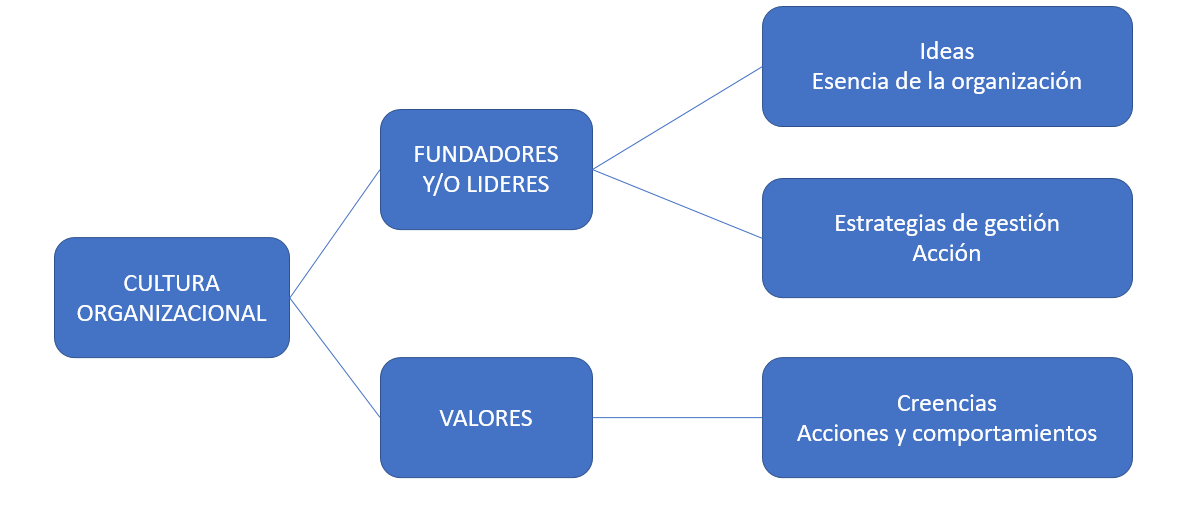 CULTURA
ORGANIZACIONAL
FUNDADORES
Y/O LIDERES
VALORES
Ideas
Esencia de la organización
Estrategias de gestión
Acción
Creencias
Acciones y comportamientos